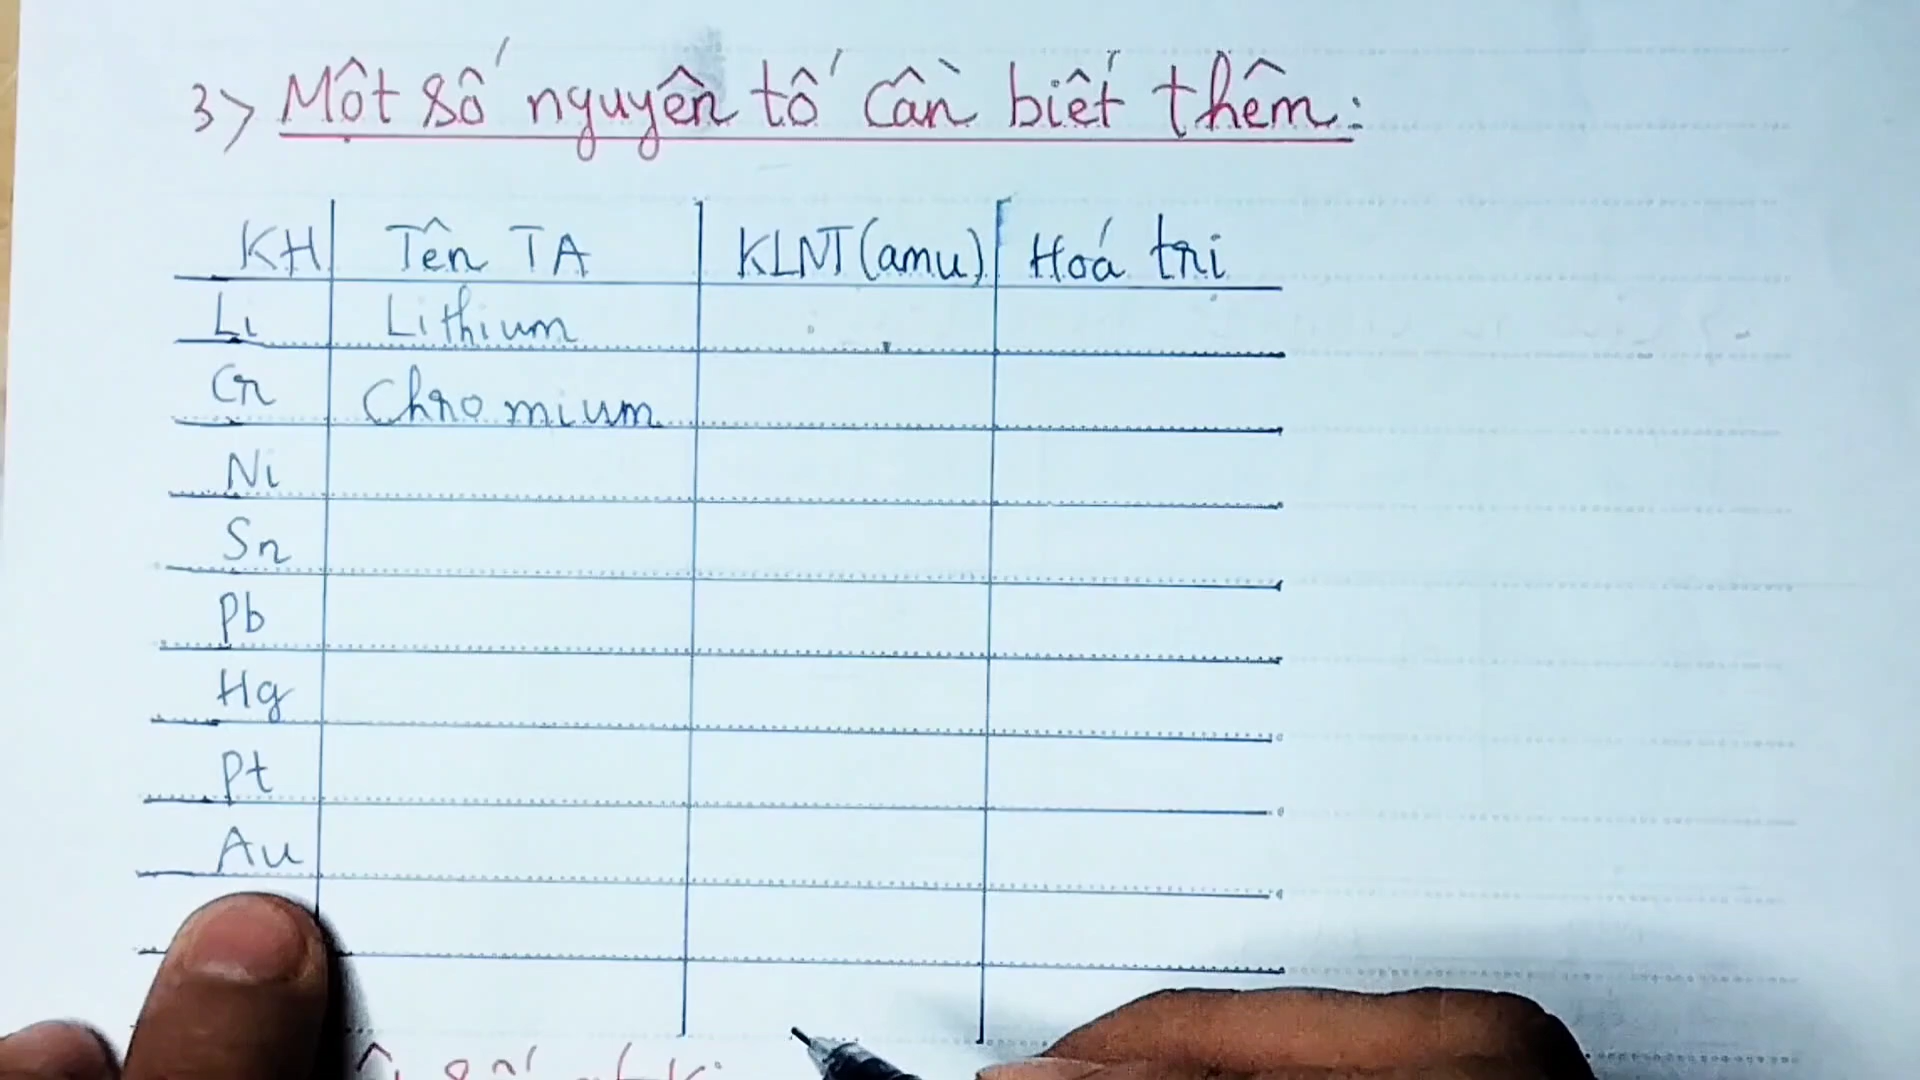 3> Một số nguyên tố cần biết thêm:
KH Tên TA KLNT(amu) Hoá trị
Li Lithium
Cr Chromium
Ni
Sn
Pb
Hg
Pt
Au